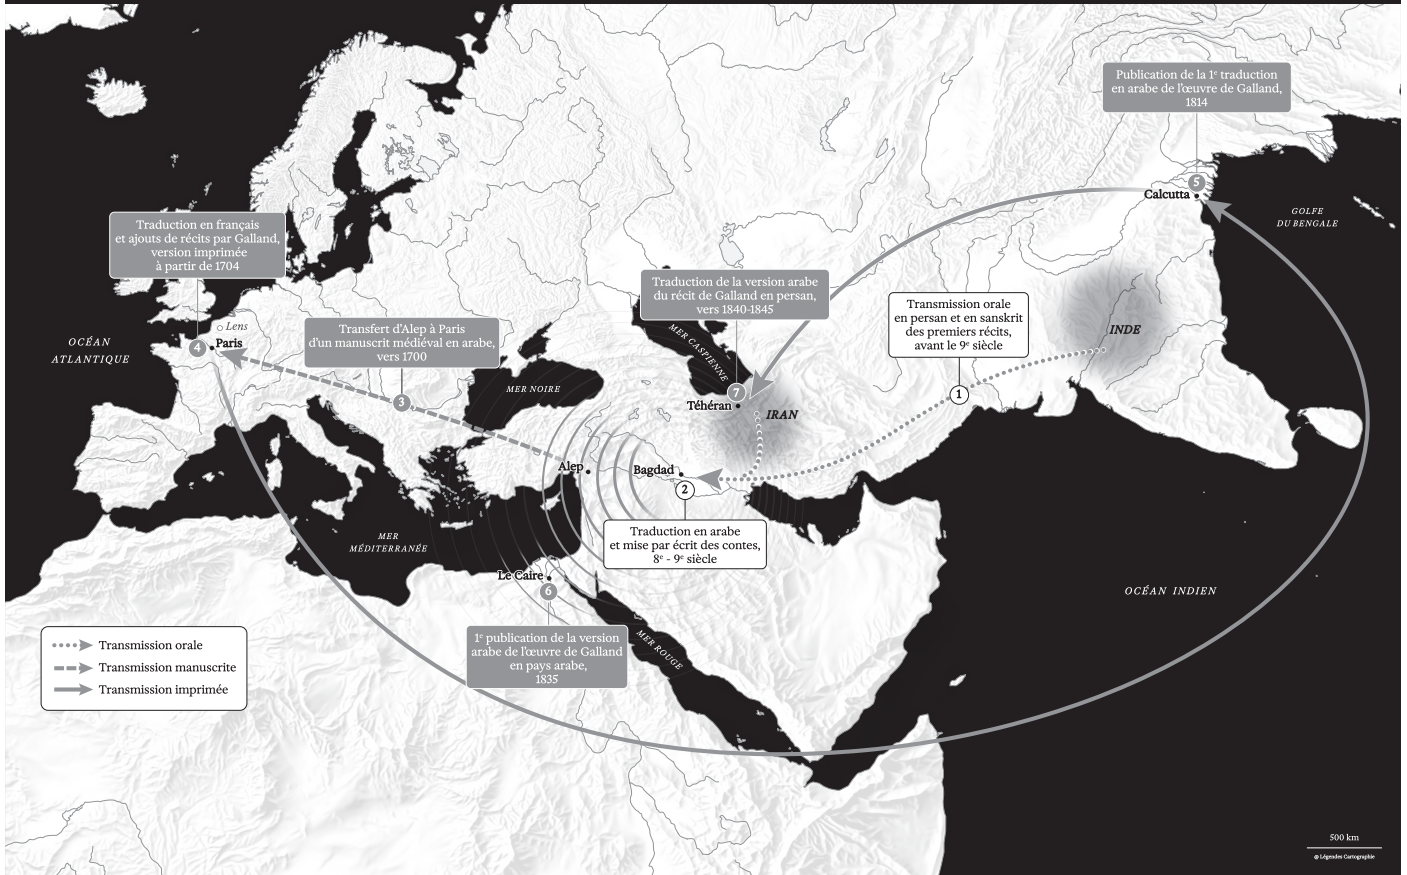 Publication de la 1e traduction
en arabe de l'œuvre de Galland,
1814
5
Calcutta
GOLFE
DU BENGALE
Traduction en français
et ajouts de récits par Galland,
version imprimée
à partir de 1704
Traduction de la version arabe
du récit de Galland en persan,
vers 1840-1845
Transmission orale
en persan et en sanskrit
des premiers récits,
avant le 9e siècle
Lens
Transfert d'Alep à Paris
d'un manuscrit médiéval en arabe,
vers 1700
INDE
OCÉAN
ATLANTIQUE
4
Paris
MER CASPIENNE
MER NOIRE
7
1
3
Téhéran
IRAN
Alep
Bagdad
2
Traduction en arabe
et mise par écrit des contes,
8e - 9e siècle
MER
MÉDITERRANÉE
Le Caire
6
OCÉAN INDIEN
1e publication de la version
arabe de l'œuvre de Galland
en pays arabe,
1835
MER ROUGE
Transmission orale
Transmission manuscrite
Transmission imprimée
500 km
@ Légendes Cartographie